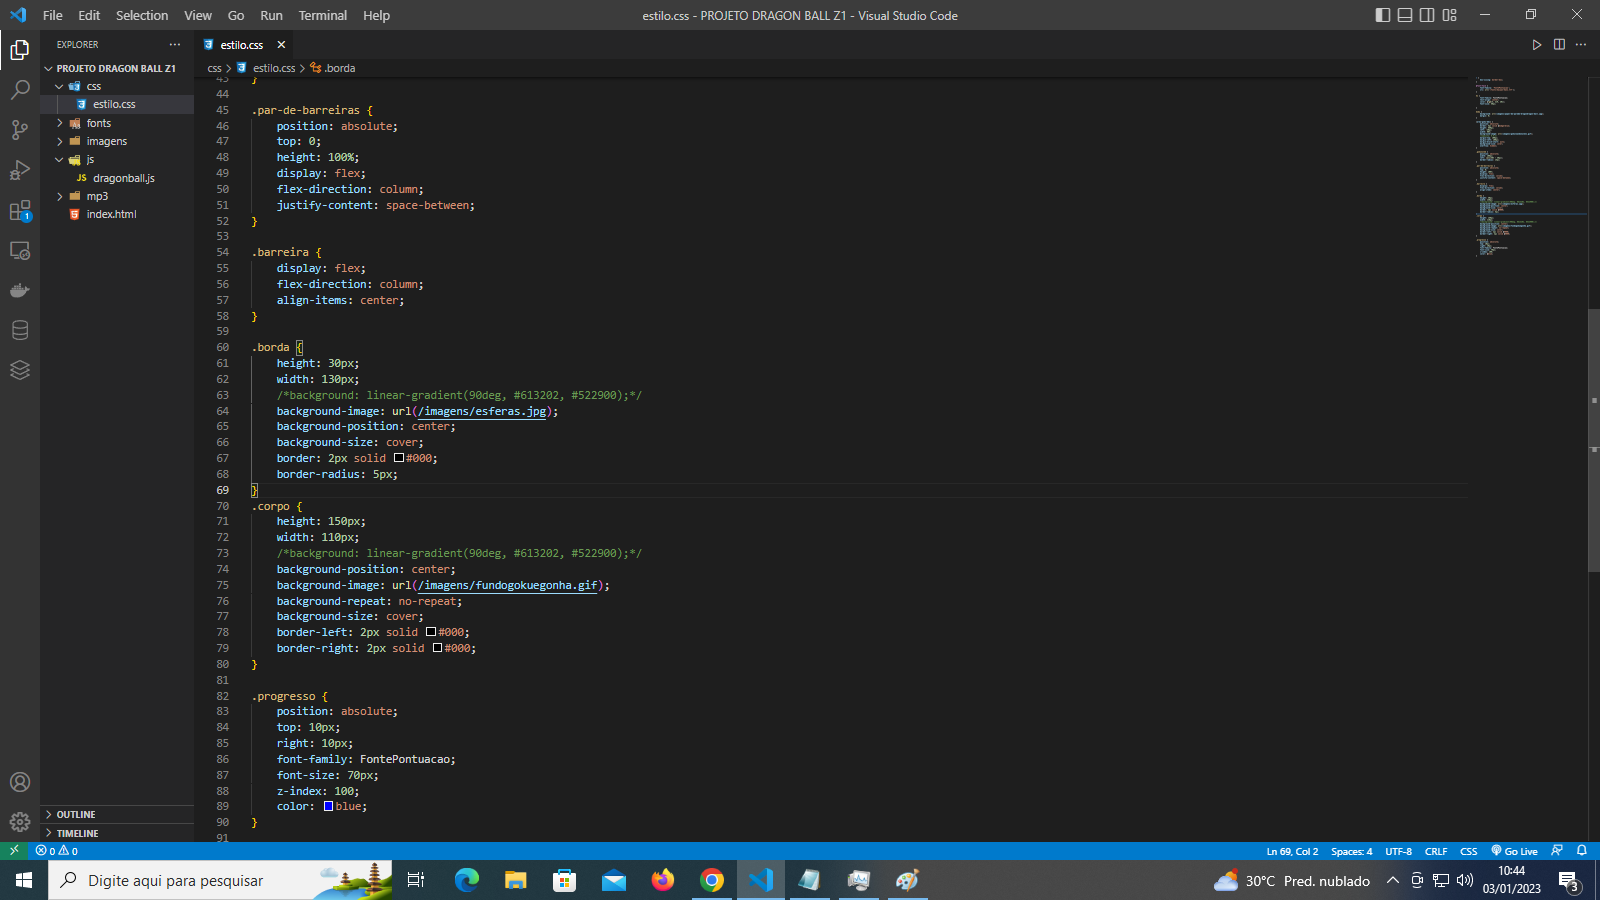 File Edit Selection View Go Run Terminal Help
estilo.css - PROJETO DRAGON BALL Z1 - Visual Studio Code
EXPLORER
PROJETO DRAGON BALL Z1
css
estilo.css
fonts
imagens
js
JS dragonball.js
mp3
index.html
OUTLINE
TIMELINE
estilo.css
css > estilo.css > .borda
43 }
44
45 .par-de-barreiras {
46 position: absolute;
47 top: 0;
48 height: 100%;
49 display: flex;
50 flex-direction: column;
51 justify-content: space-between;
52 }
53
54 .barreira {
55 display: flex;
56 flex-direction: column;
57 align-items: center;
58 }
59
60 .borda {
61 height: 30px;
62 width: 130px;
63 /*background: linear-gradient(90deg, #613202, #522900);*/
64 background-image: url(/imagens/esferas.jpg);
65 background-position: center;
66 background-size: cover;
67 border: 2px solid #000;
68 border-radius: 5px;
69 }
70 .corpo {
71 height: 150px;
72 width: 110px;
73 /*background: linear-gradient(90deg, #613202, #522900);*/
74 background-position: center;
75 background-image: url(/imagens/fundogokuegonha.gif);
76 background-repeat: no-repeat;
77 background-size: cover;
78 border-left: 2px solid #000;
79 border-right: 2px solid #000;
80 }
81
82 .progresso {
83 position: absolute;
84 top: 10px;
85 right: 10px;
86 font-family: FontePontuacao;
87 font-size: 70px;
88 z-index: 100;
89 color: blue;
90 }
91
1
0 0
Ln 69, Col 2 Spaces: 4 UTF-8 CRLF CSS Go Live
Digite aqui para pesquisar
30°C Pred. nublado
10:44
03/01/2023
3